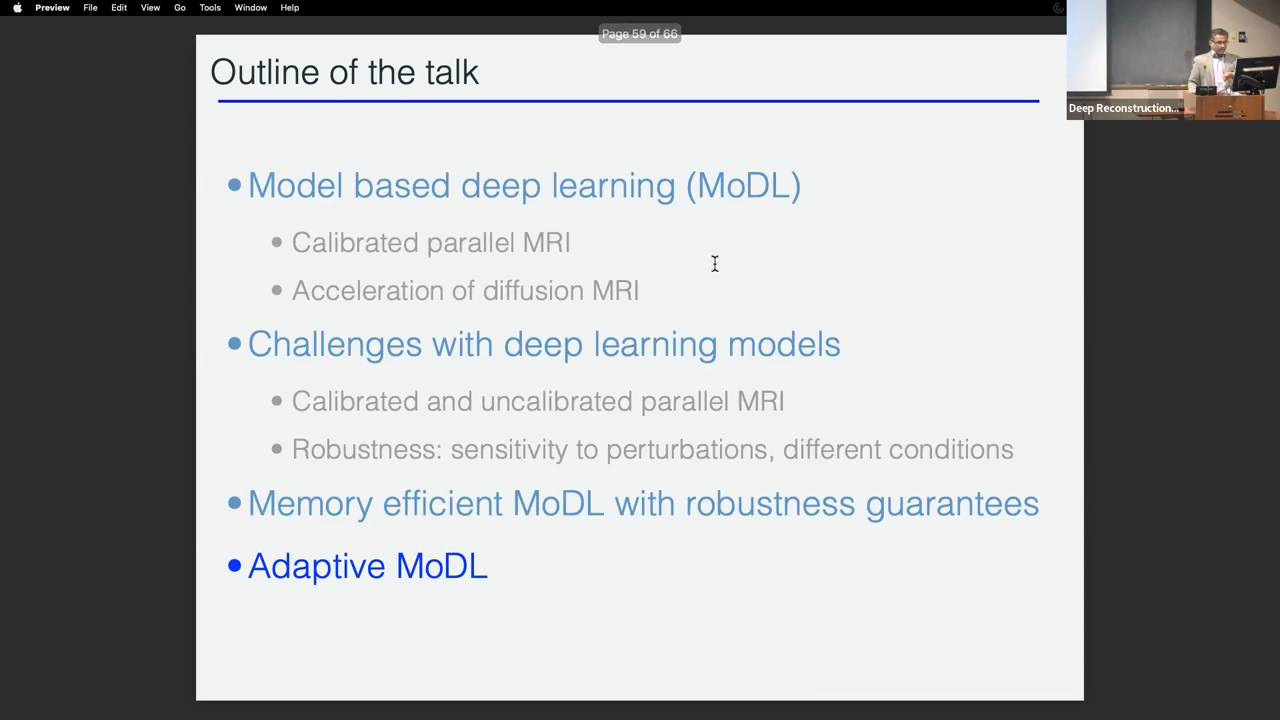 Preview File Edit View Go Tools Window Help
Page 59 of 66
Outline of the talk
Deep Reconstruction...
•Model based deep learning (MoDL)
• Calibrated parallel MRI
• Acceleration of diffusion MRI
•Challenges with deep learning models
• Calibrated and uncalibrated parallel MRI
• Robustness: sensitivity to perturbations, different conditions
•Memory efficient MoDL with robustness guarantees
•Adaptive MoDL